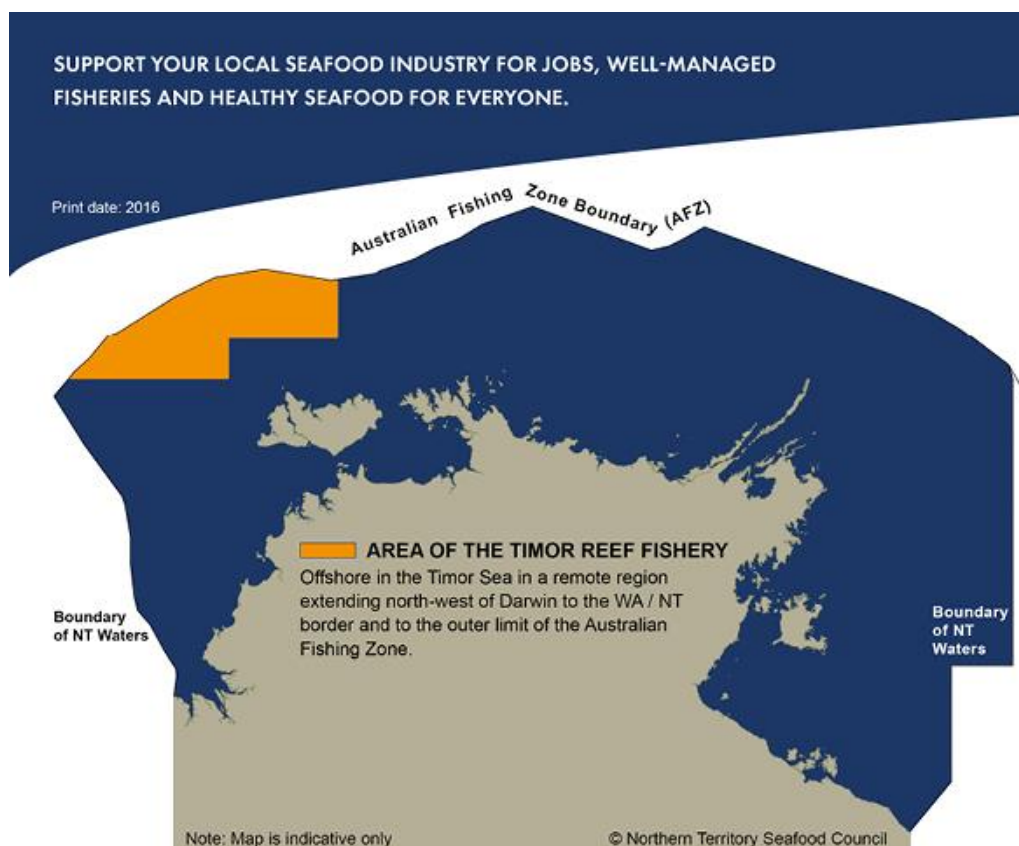 SUPPORT YOUR LOCAL SEAFOOD INDUSTRY FOR JOBS, WELL-MANAGED
FISHERIES AND HEALTHY SEAFOOD FOR EVERYONE.
Print date: 2016
Australian Fishing Zone Boundary (AFZ)
AREA OF THE TIMOR REEF FISHERY
Offshore in the Timor Sea in a remote region
extending north-west of Darwin to the WA / NT
border and to the outer limit of the Australian
Fishing Zone.
Boundary
of NT Waters
Boundary
of NT
Waters
Note: Map is indicative only
© Northern Territory Seafood Council